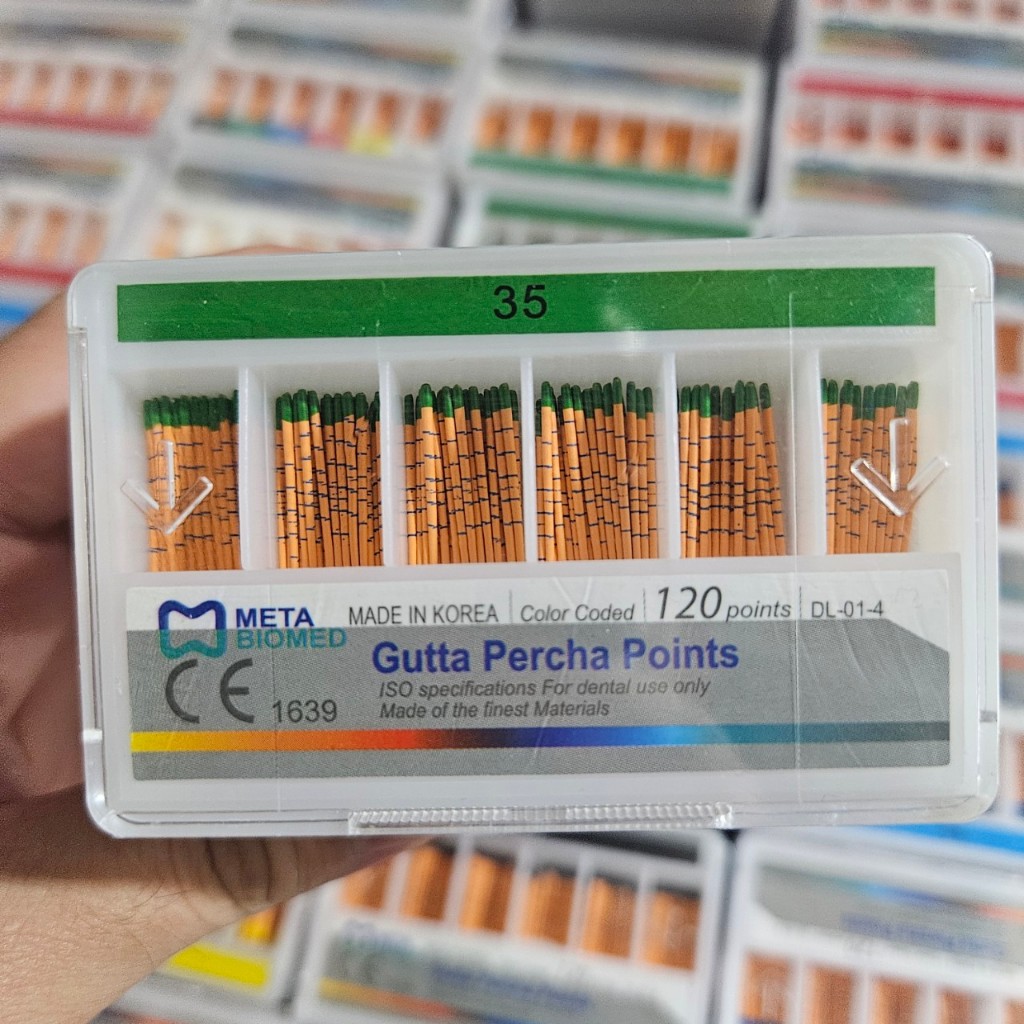 35
META BIOMED
MADE IN KOREA | Color Coded | 120 points | DL-01-4
Gutta Percha Points
CE 1639
ISO specifications For dental use only
Made of the finest Materials